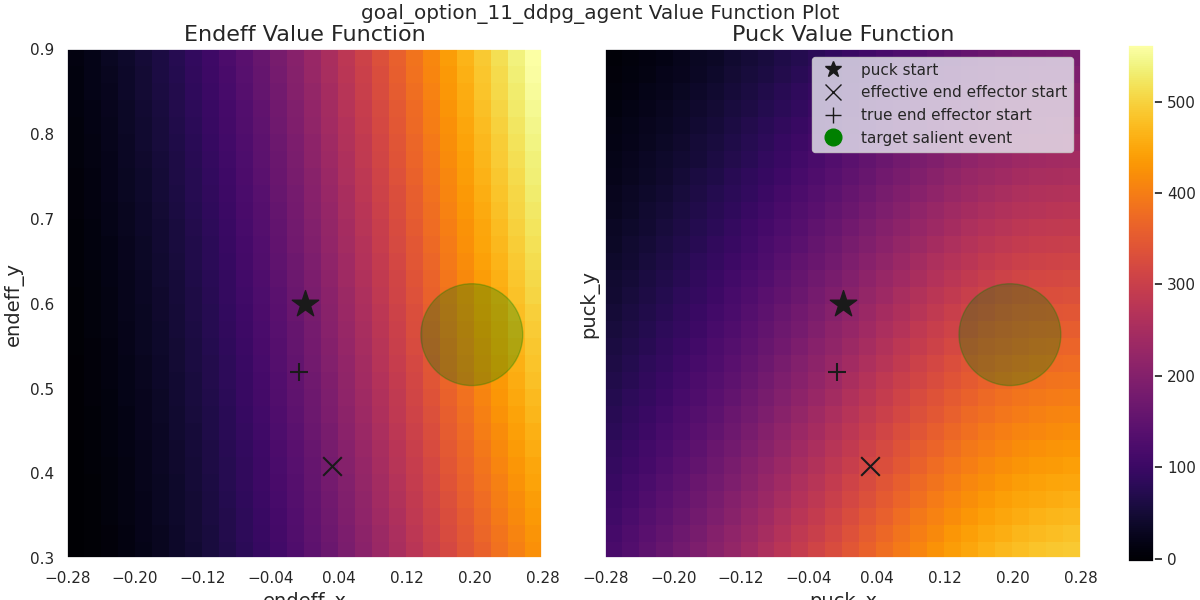 goal_option_11_ddpg_agent Value Function Plot
Endeff Value Function
Puck Value Function
puck start
effective end effector start
true end effector start
target salient event
endeff_y
0.9
0.8
0.7
0.6
0.5
0.4
0.3
−0.28 −0.20 −0.12 −0.04 0.04 0.12 0.20 0.28
endeff_x
puck_y
−0.28 −0.20 −0.12 −0.04 0.04 0.12 0.20 0.28
puck_x
500
400
300
200
100
0